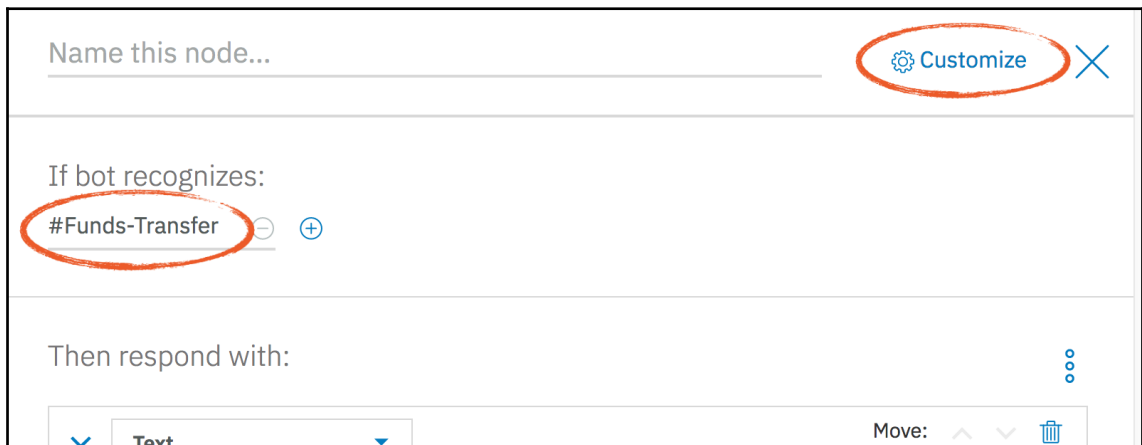 Name this node...
Customize
If bot recognizes:
#Funds-Transfer
Then respond with:
Move:
Text